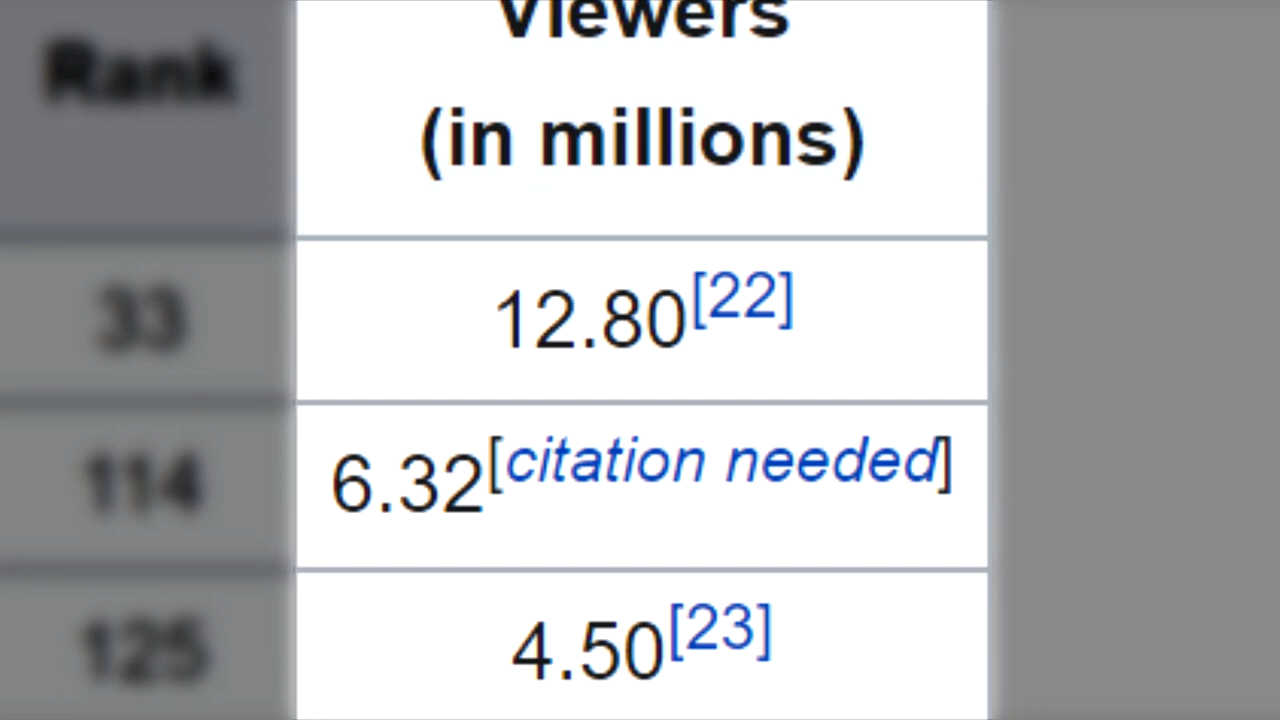 Rank
Viewers
(in millions)
33
12.80[22]
114
6.32[citation needed]
125
4.50[23]